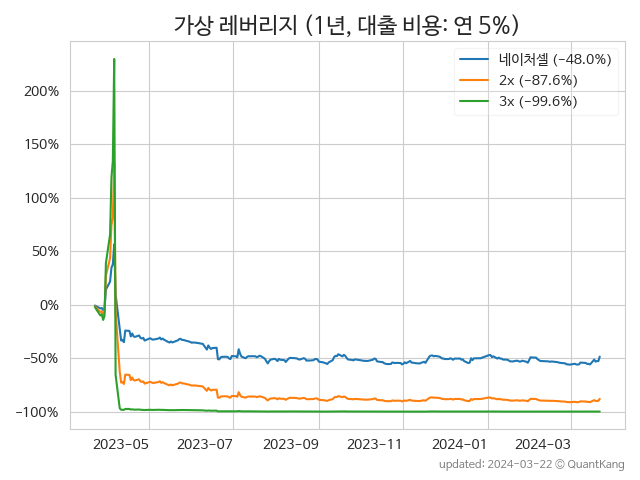 가상 레버리지 (1년, 대출 비용: 연 5%)
네이처셀 (−48.0%)
2x (−87.6%)
3x (−99.6%)
200%
150%
100%
50%
0%
−50%
−100%
2023-05 2023-07 2023-09 2023-11 2024-01 2024-03
updated: 2024-03-22 © QuantKang